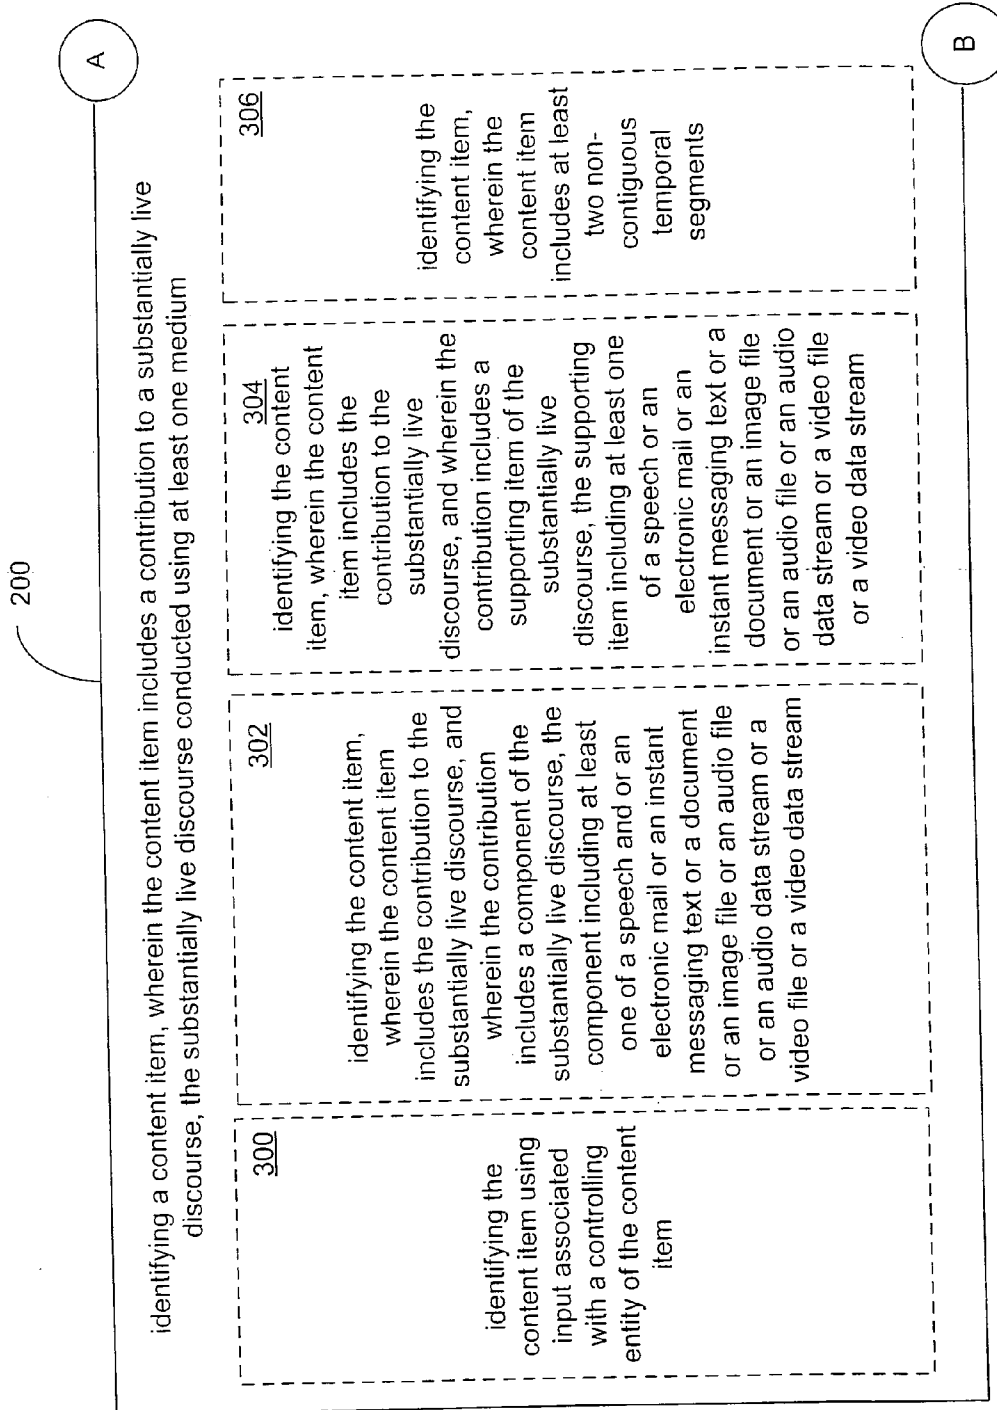 200
A
identifying a content item, wherein the content item includes a contribution to a substantially live
discourse, the substantially live discourse conducted using at least one medium
300
identifying the
content item using
input associated
with a controlling
entity of the content
item
302
identifying the content item,
wherein the content item
includes the contribution to the
substantially live discourse, and
wherein the contribution
includes a component of the
substantially live discourse, the
component including at least
one of a speech and or an
electronic mail or an instant
messaging text or a document
or an image file or an audio file
or an audio data stream or a
video file or a video data stream
304
identifying the content
item, wherein the content
item includes the
contribution to the
substantially live
discourse, and wherein the
contribution includes a
supporting item of the
substantially live
discourse, the supporting
item including at least one
of a speech or an
electronic mail or an
instant messaging text or a
document or an image file
or an audio file or an audio
data stream or a video file
or a video data stream
306
identifying the
content item,
wherein the
content item
includes at least
two non-
contiguous
temporal
segments
B